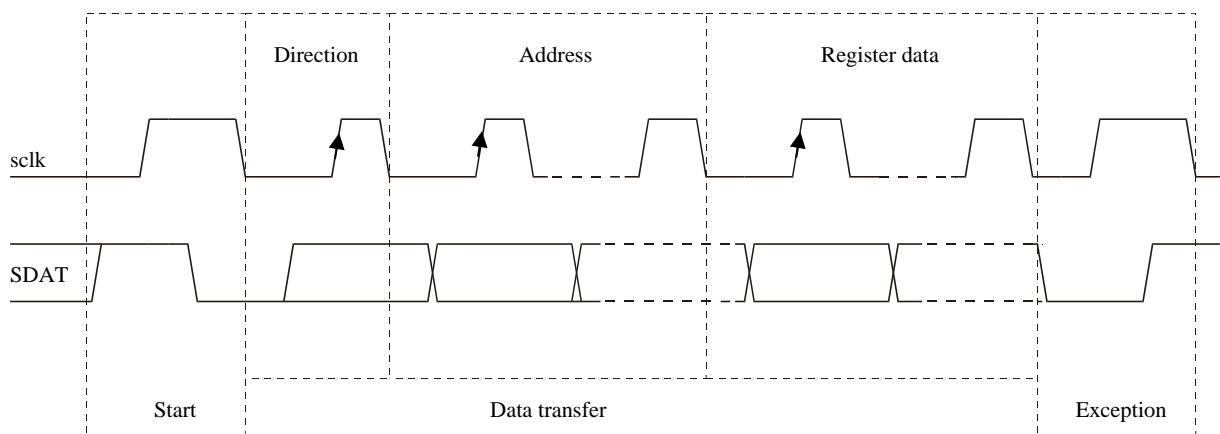 Direction
Address
Register data
sclk
SDAT
Start
Data transfer
Exception